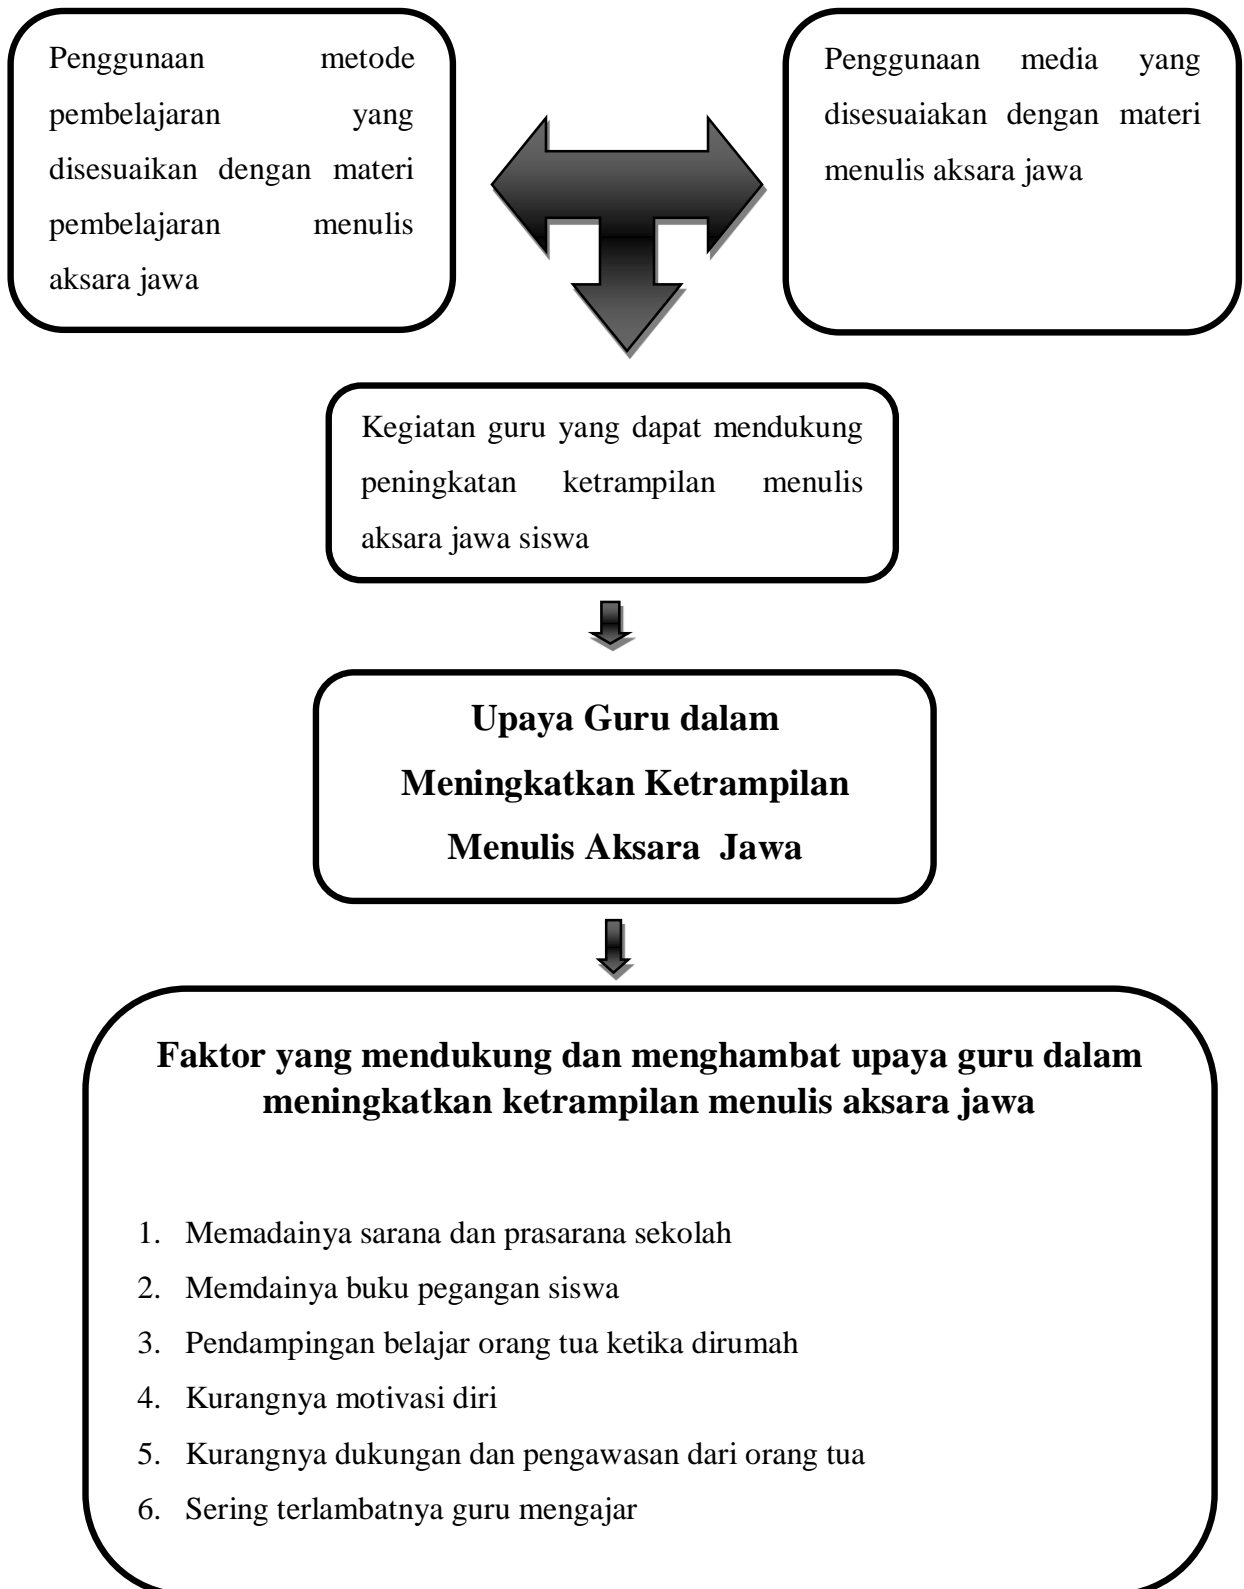 Penggunaan metode
pembelajaran yang
disesuaikan dengan materi
pembelajaran menulis
aksara jawa
Penggunaan media yang
disesuaiakan dengan materi
menulis aksara jawa
Kegiatan guru yang dapat mendukung
peningkatan ketrampilan menulis
aksara jawa siswa
Upaya Guru dalam
Meningkatkan Ketrampilan
Menulis Aksara Jawa
Faktor yang mendukung dan menghambat upaya guru dalam
meningkatkan ketrampilan menulis aksara jawa
1. Memadainya sarana dan prasarana sekolah
2. Memdainya buku pegangan siswa
3. Pendampingan belajar orang tua ketika dirumah
4. Kurangnya motivasi diri
5. Kurangnya dukungan dan pengawasan dari orang tua
6. Sering terlambatnya guru mengajar